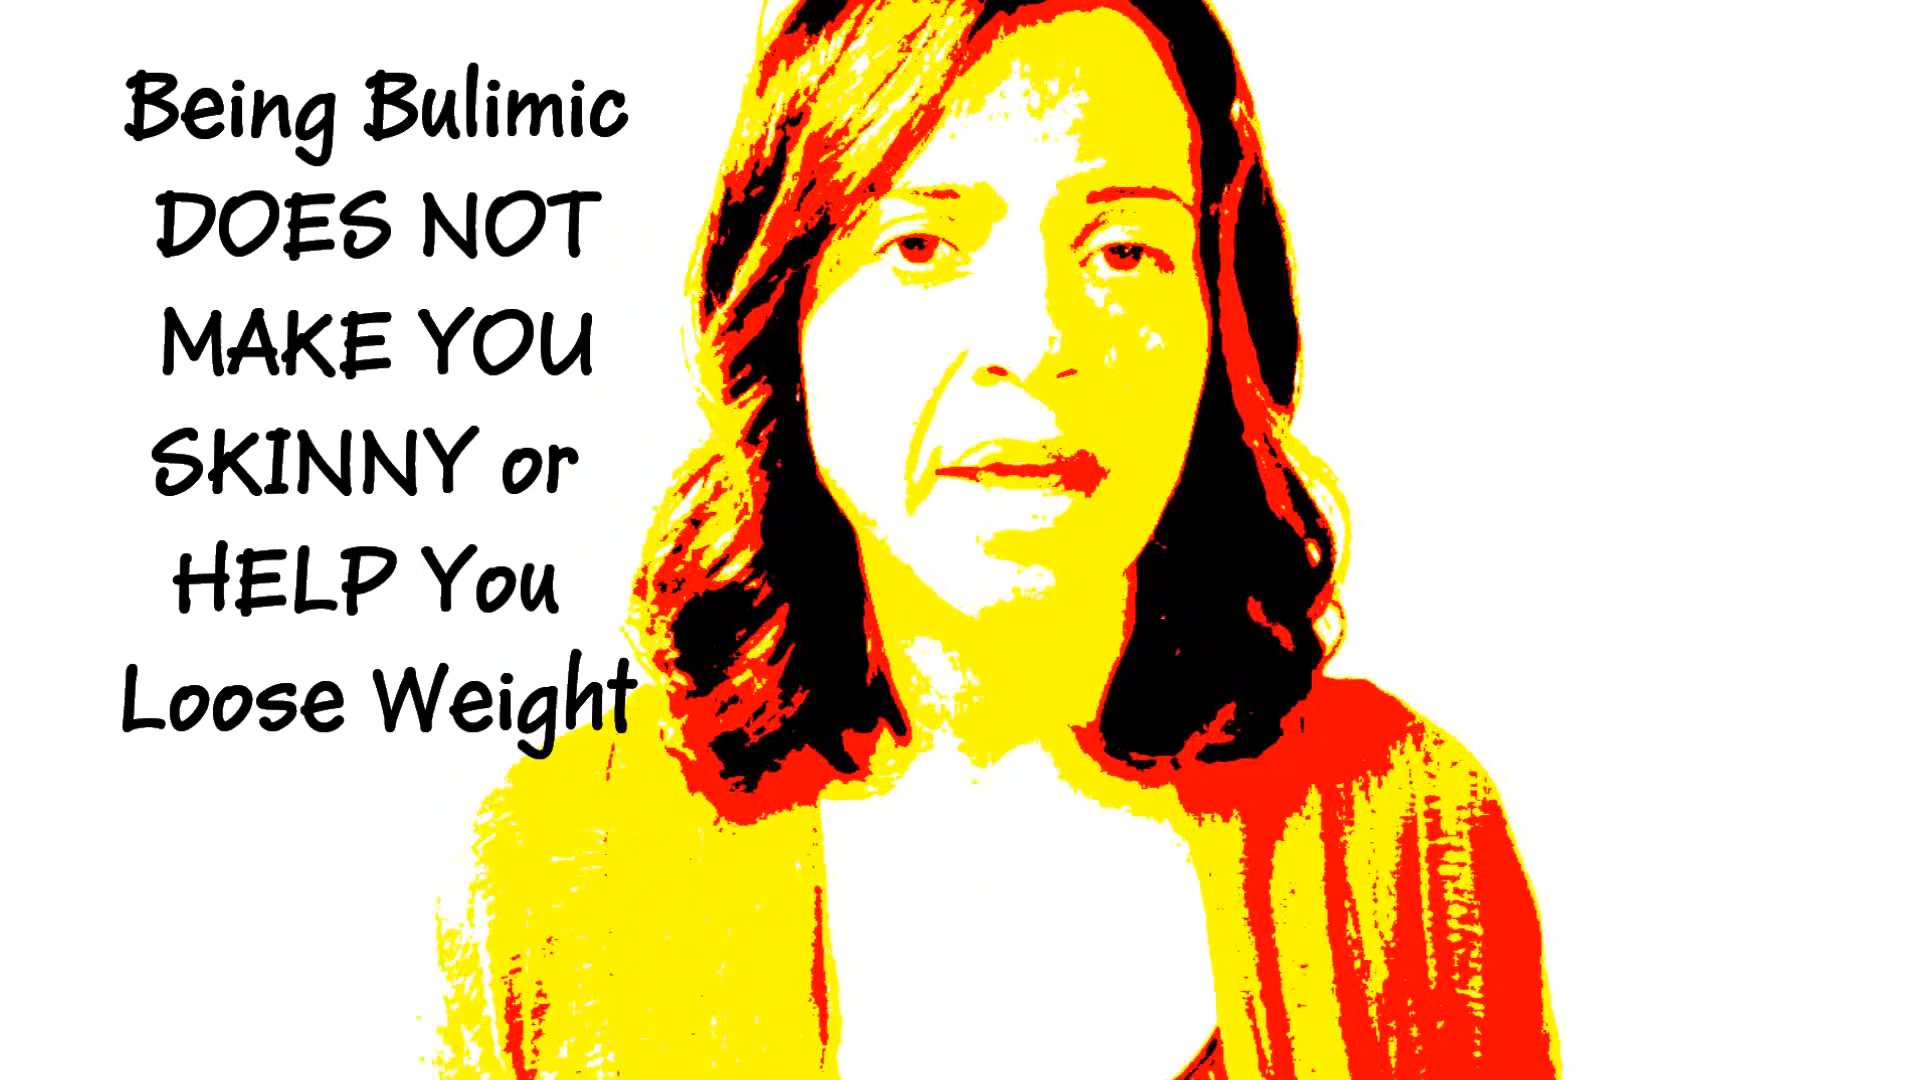 Being Bulimic
DOES NOT
MAKE YOU
SKINNY or
HELP You
Loose Weight